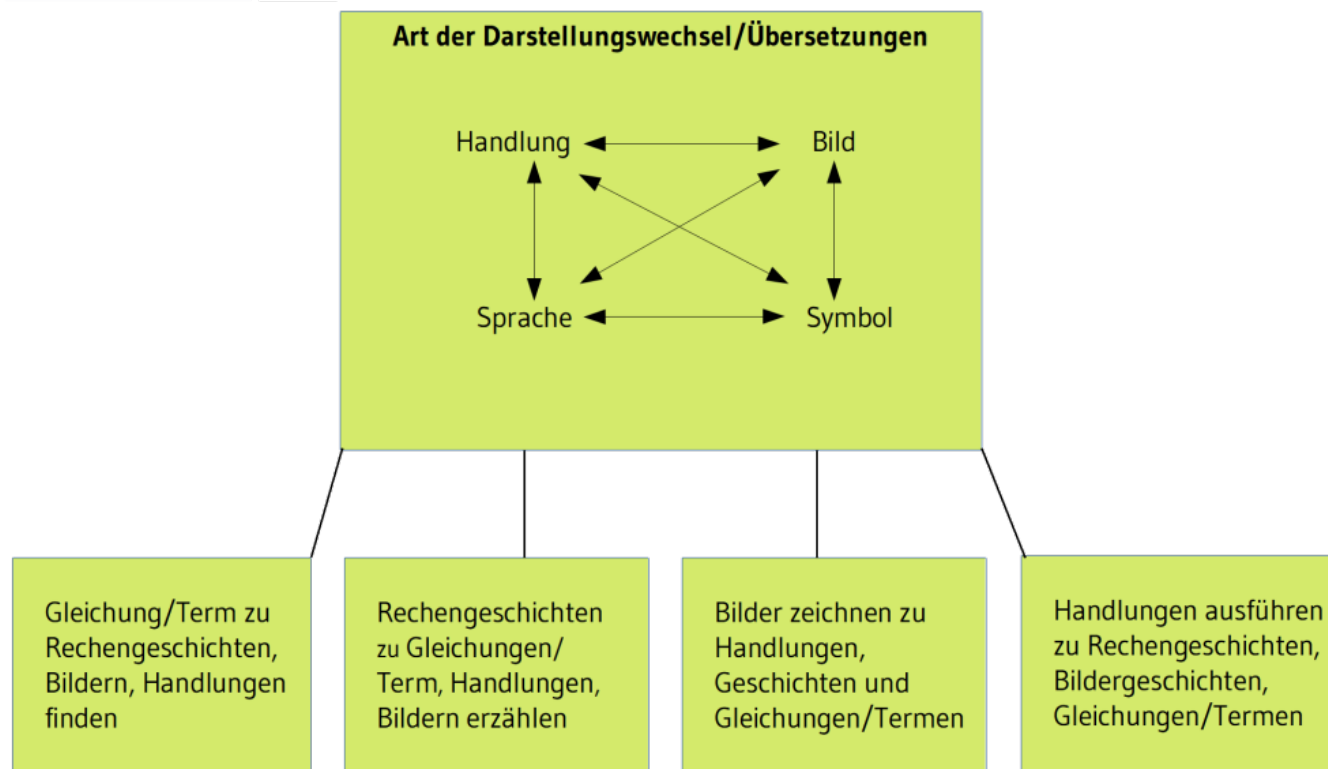 Art der Darstellungswechsel/Übersetzungen
Handlung
Bild
Sprache
Symbol
Gleichung/Term zu
Rechengeschichten,
Bildern, Handlungen
finden
Rechengeschichten
zu Gleichungen/
Term, Handlungen,
Bildern erzählen
Bilder zeichnen zu
Handlungen,
Geschichten und
Gleichungen/Termen
Handlungen ausführen
zu Rechengeschichten,
Bildergeschichten,
Gleichungen/Termen